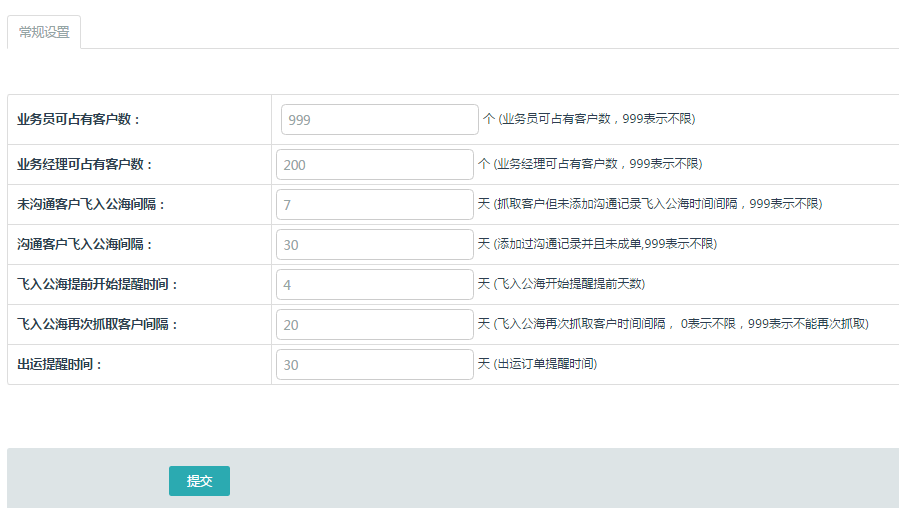 常规设置
业务员可占有客户数： 999 个 (业务员可占有客户数，999表示不限)
业务经理可占有客户数： 200 个 (业务经理可占有客户数，999表示不限)
未沟通客户飞入公海间隔： 7 天 (抓取客户但未添加沟通记录飞入公海时间间隔，999表示不限)
沟通客户飞入公海间隔： 30 天 (添加过沟通记录并且未成单,999表示不限)
飞入公海提前开始提醒时间： 4 天 (飞入公海开始提醒提前天数)
飞入公海再次抓取客户间隔： 20 天 (飞入公海再次抓取客户时间间隔， 0表示不限，999表示不能再次抓取)
出运提醒时间： 30 天 (出运订单提醒时间)
提交